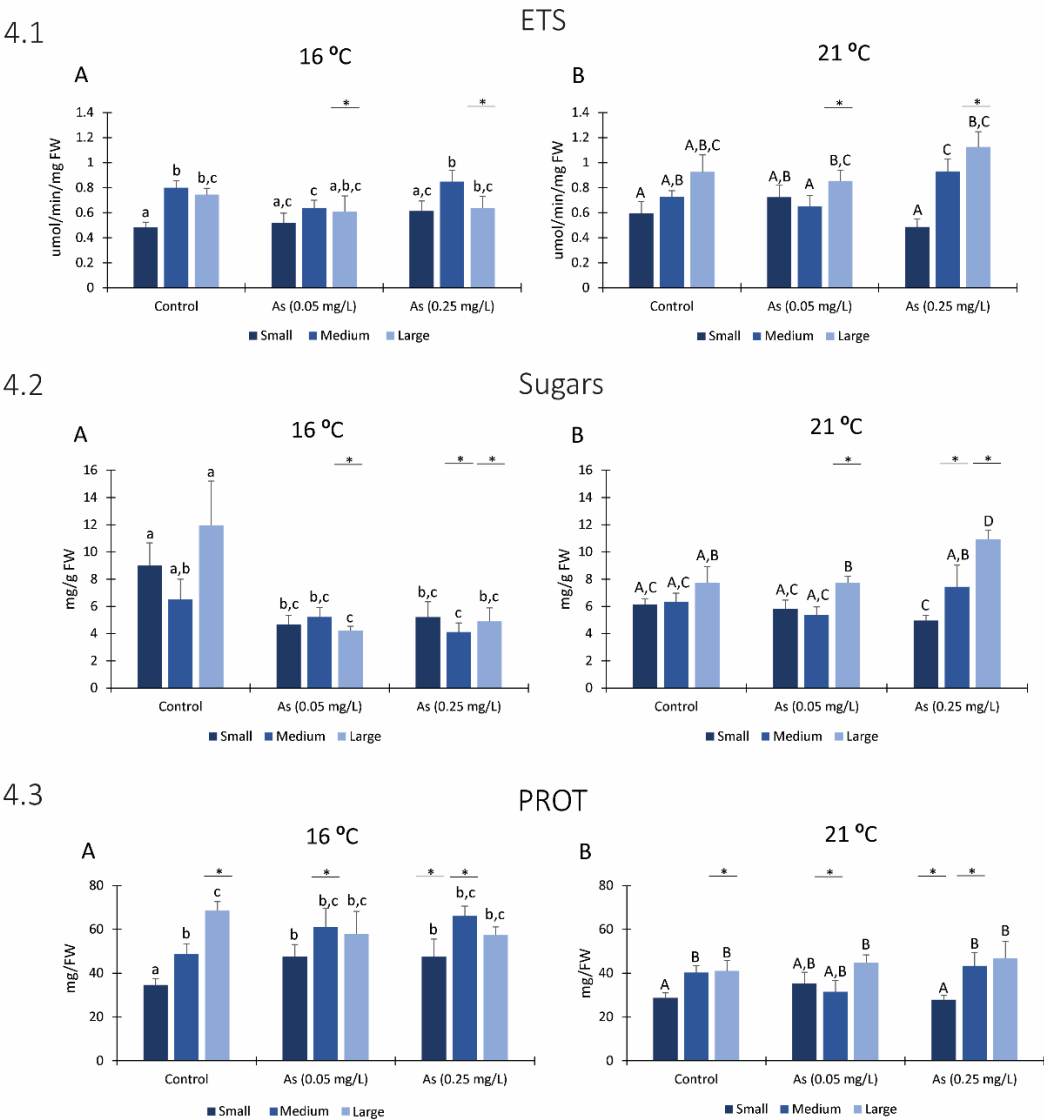 4.1
ETS
16 ⁰C
21 ⁰C
A
B
* *
* *
1.4
1.2
1
0.8
0.6
0.4
0.2
0
umol/min/mg FW
a b b,c
a,c c a,b,c
a,c b b,c
Control As (0.05 mg/L) As (0.25 mg/L)
Small Medium Large
1.4
1.2
1
0.8
0.6
0.4
0.2
0
umol/min/mg FW
A A,B A,B,C
A,B A B,C
A C B,C
Control As (0.05 mg/L) As (0.25 mg/L)
Small Medium Large
4.2
Sugars
16 ⁰C
21 ⁰C
A
B
* * *
* * *
16
14
12
10
8
6
4
2
0
mg/g FW
a a,b a
b,c b,c c
b,c c b,c
Control As (0.05 mg/L) As (0.25 mg/L)
Small Medium Large
16
14
12
10
8
6
4
2
0
mg/g FW
A,C A,C A,B
A,C A,C B
C A,B D
Control As (0.05 mg/L) As (0.25 mg/L)
Small Medium Large
4.3
PROT
16 ⁰C
21 ⁰C
A
B
* * * *
* * * *
80
60
40
20
0
mg/FW
a b c
b b,c b,c
b b,c b,c
Control As (0.05 mg/L) As (0.25 mg/L)
Small Medium Large
80
60
40
20
0
mg/FW
A B B
A,B A,B B
A B B
Control As (0.05 mg/L) As (0.25 mg/L)
Small Medium Large